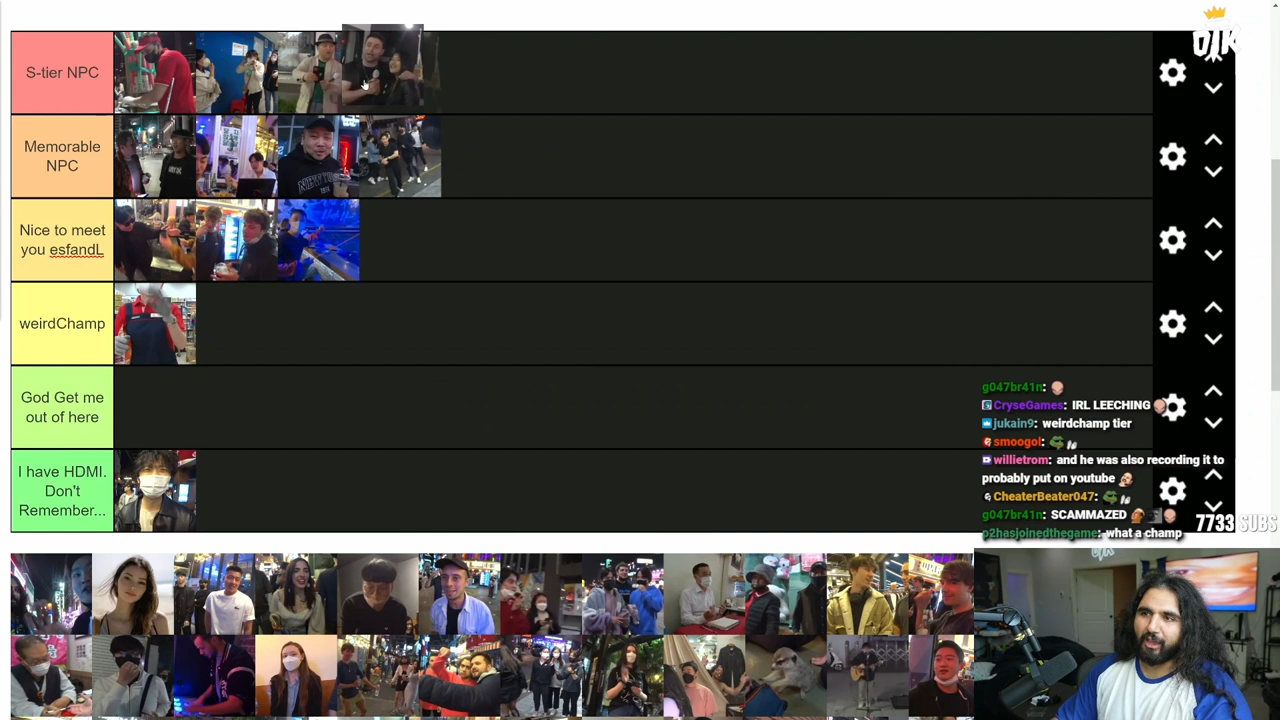 S-tier NPC
Memorable
NPC
Nice to meet
you esfandL
weirdChamp
God Get me
out of here
I have HDMI.
Don't
Remember...
NEW YORK
g047br41n:
CryseGames: IRL LEECHING
jukain9: weirdchamp tier
smoogol:
willietrom: and he was also recording it to
probably put on youtube
CheaterBeater047:
g047br41n: SCAMMAZED
p2hasjoinedthegame: what a champ
7733 SUBS